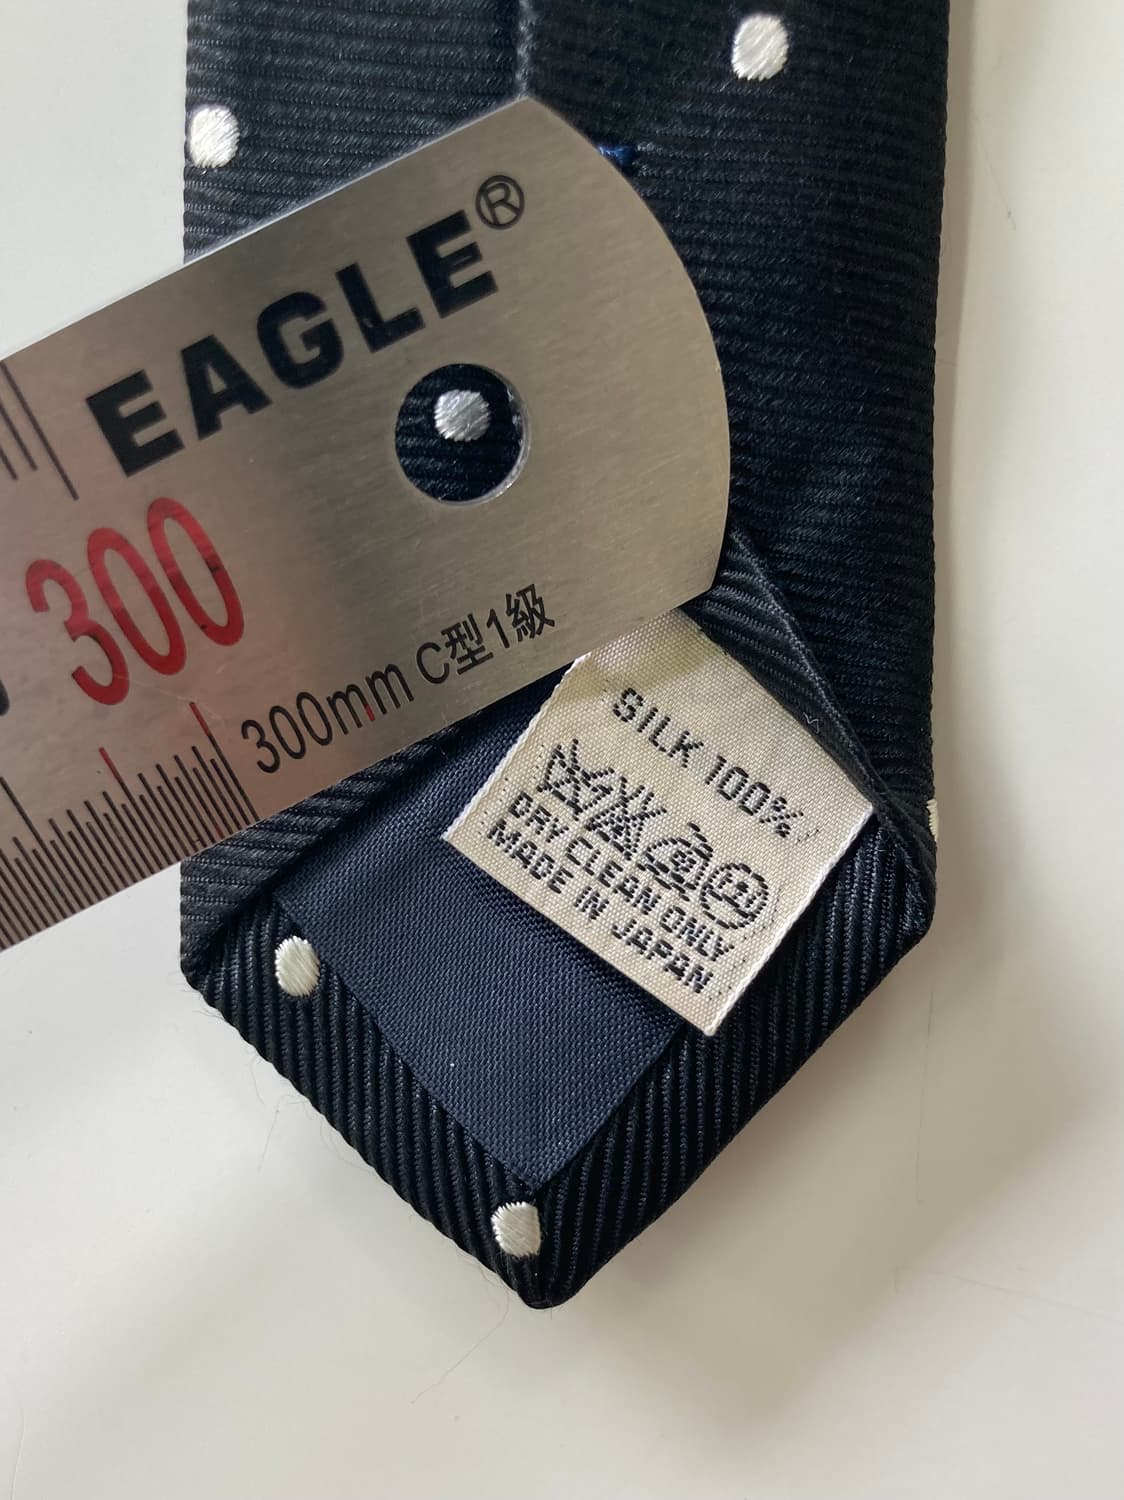 EAGLE®
300
300mm C型1級
SILK 100%
DRY CLEAN ONLY
MADE IN JAPAN